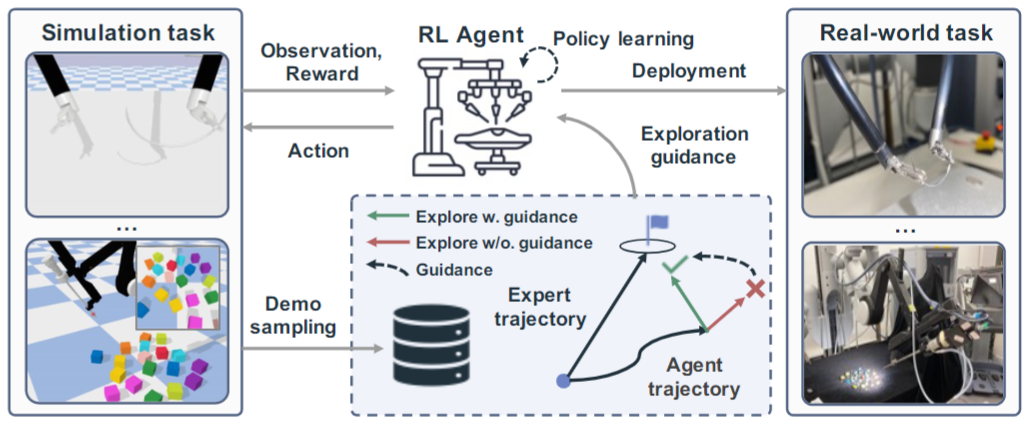 Simulation task
...
Observation,
Reward
Action
Demo
sampling
RL Agent
Policy learning
Deployment
Exploration
guidance
Explore w. guidance
Explore w/o. guidance
Guidance
Expert
trajectory
Agent
trajectory
Real-world task
...